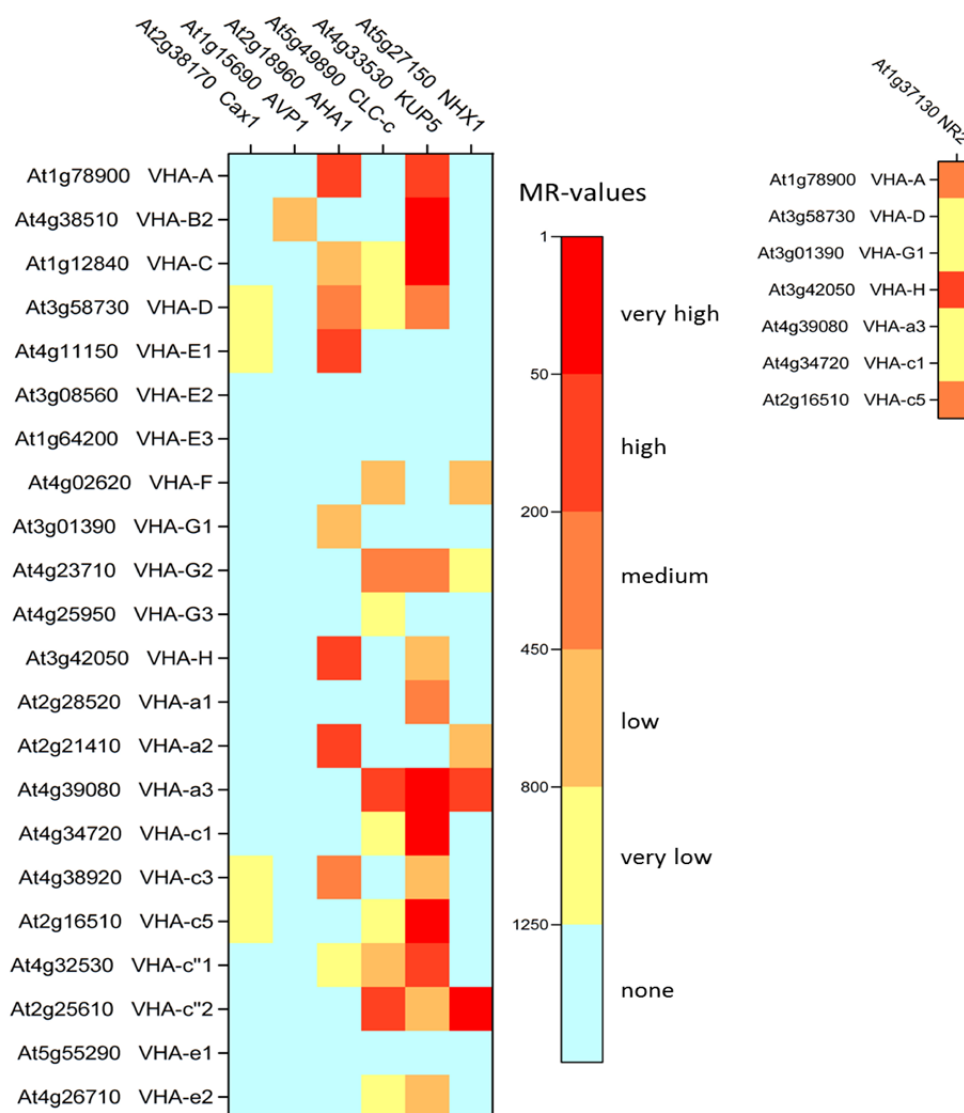 At2g38170 Cax1
At1g15690 AVP1
At2g18960 AHA1
At5g49890 CLC-c
At4g33530 KUP5
At5g27150 NHX1
At1g78900 VHA-A
At4g38510 VHA-B2
At1g12840 VHA-C
At3g58730 VHA-D
At4g11150 VHA-E1
At3g08560 VHA-E2
At1g64200 VHA-E3
At4g02620 VHA-F
At3g01390 VHA-G1
At4g23710 VHA-G2
At4g25950 VHA-G3
At3g42050 VHA-H
At2g28520 VHA-a1
At2g21410 VHA-a2
At4g39080 VHA-a3
At4g34720 VHA-c1
At4g38920 VHA-c3
At2g16510 VHA-c5
At4g32530 VHA-c"1
At2g25610 VHA-c"2
At5g55290 VHA-e1
At4g26710 VHA-e2
MR-values
1
very high
50
high
200
medium
450
low
800
very low
1250
none
At1g37130 NR2
At1g78900 VHA-A
At3g58730 VHA-D
At3g01390 VHA-G1
At3g42050 VHA-H
At4g39080 VHA-a3
At4g34720 VHA-c1
At2g16510 VHA-c5